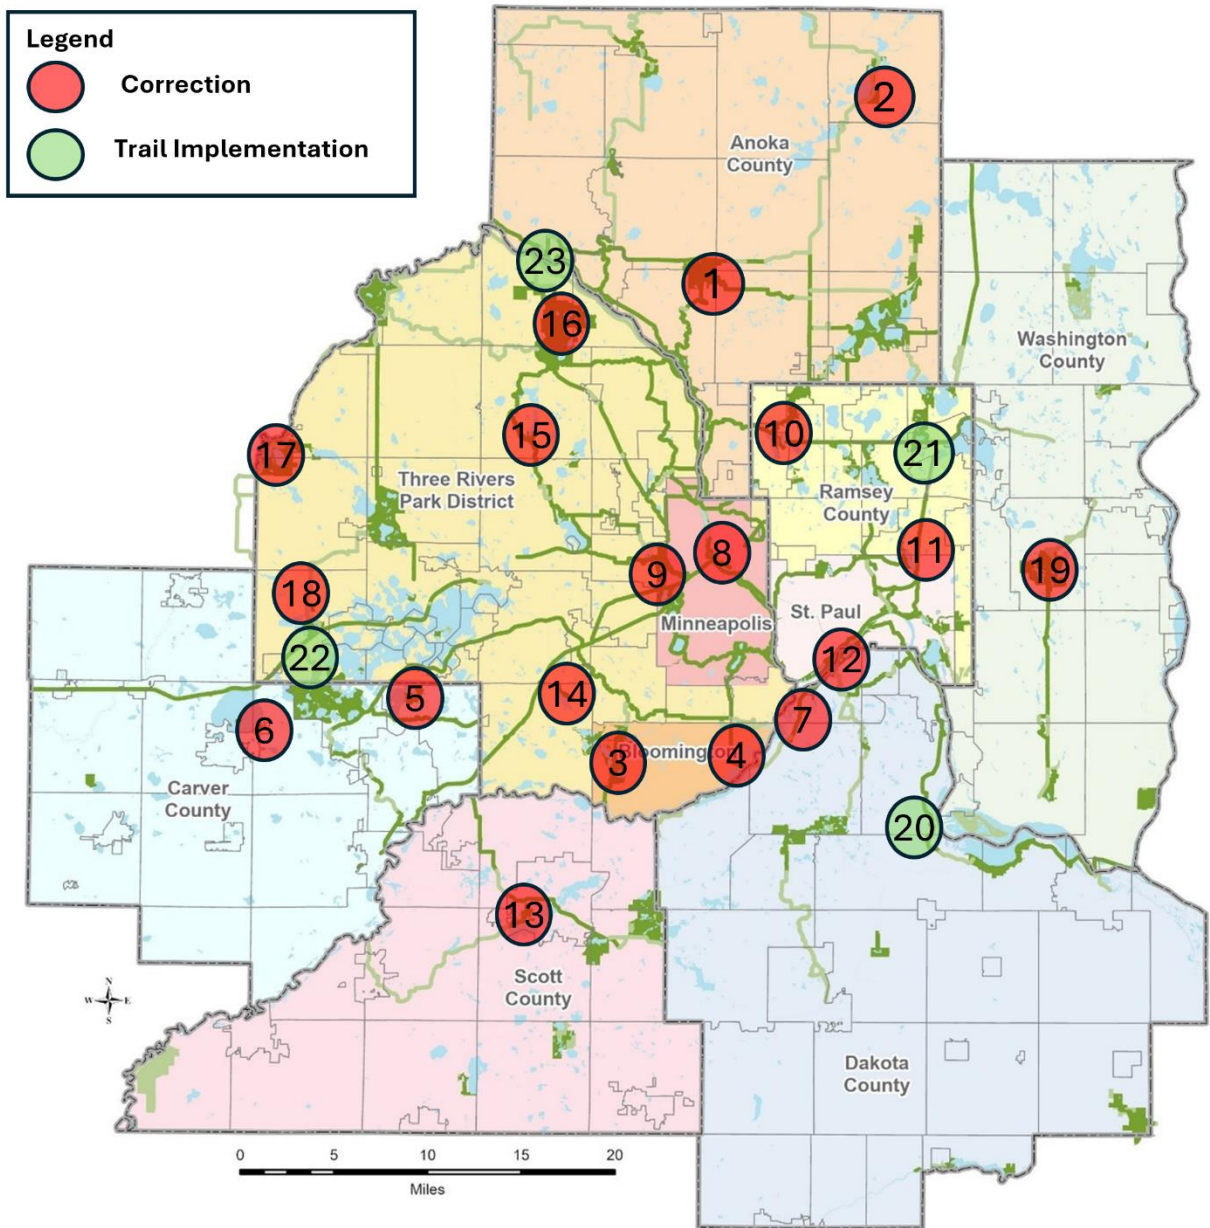 Legend
Correction
Trail Implementation
2
Anoka
County
23
1
16
Washington
County
10
15
21
17
Three Rivers
Park District
Ramsey
County
8
11
9
19
18
St. Paul
Minneapolis
22
12
14
5
7
6
Bloomington
3
4
Carver
County
20
13
Scott
County
N
W E
S
Dakota
County
0 5 10 15 20
Miles